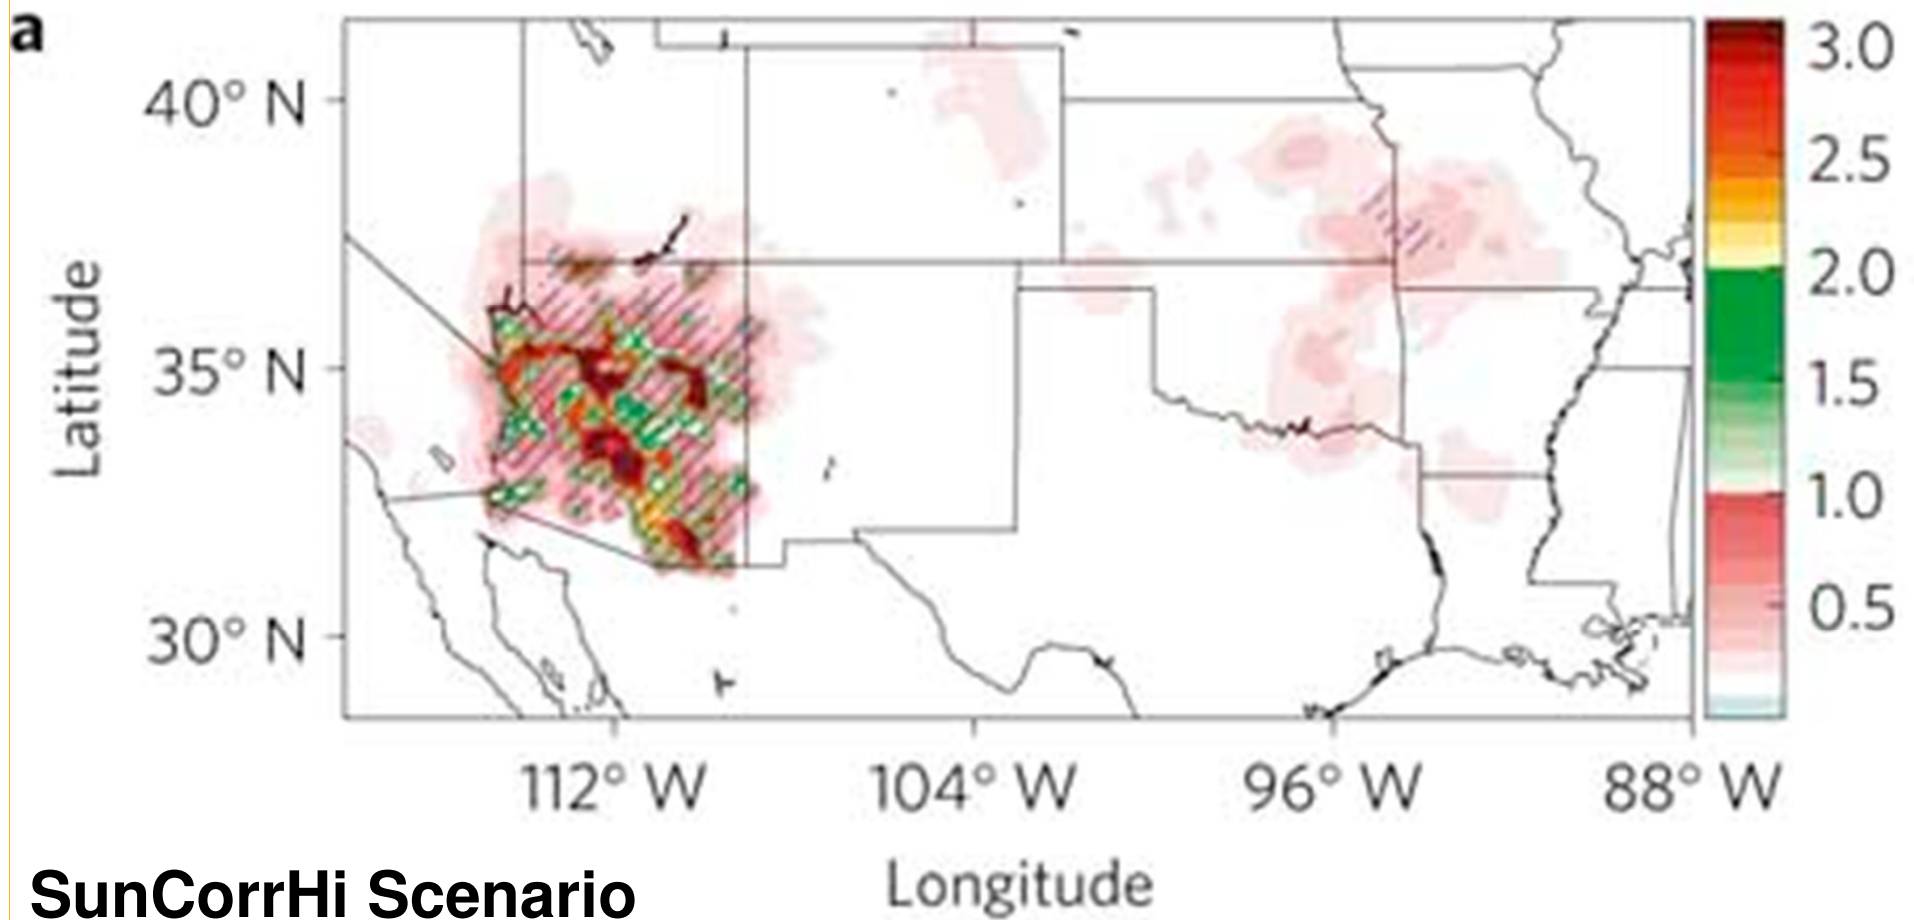 a
40° N
35° N
30° N
Latitude
3.0
2.5
2.0
1.5
1.0
0.5
112° W
104° W
96° W
88° W
Longitude
SunCorrHi Scenario